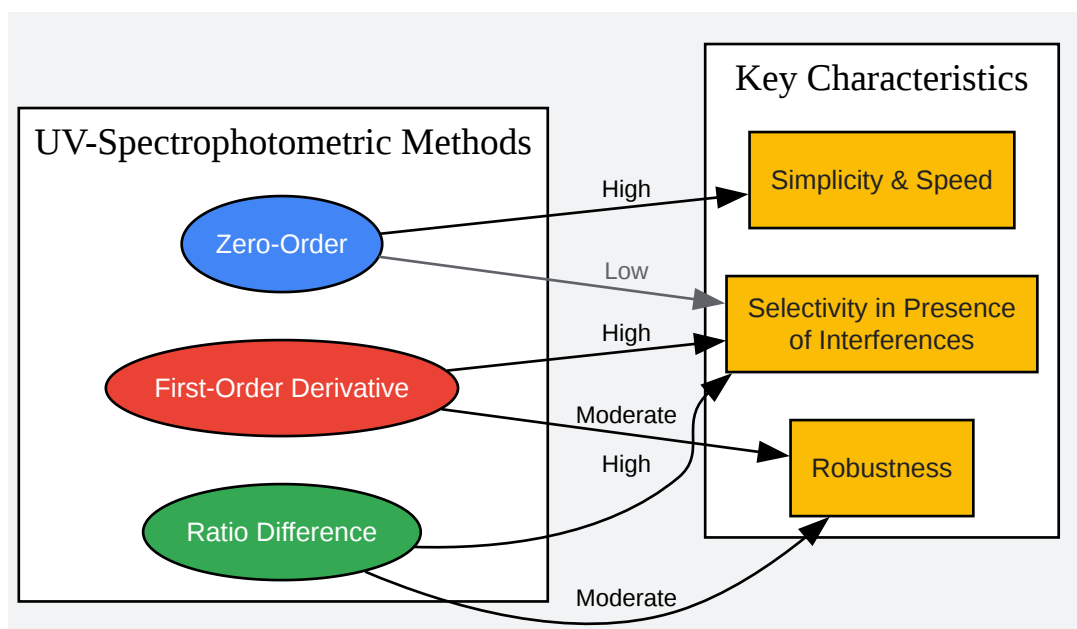 Key Characteristics
UV-Spectrophotometric Methods
Simplicity & Speed
High
Zero-Order
Low
Selectivity in Presence
of Interferences
High
First-Order Derivative
Moderate
High
Robustness
Ratio Difference
Moderate